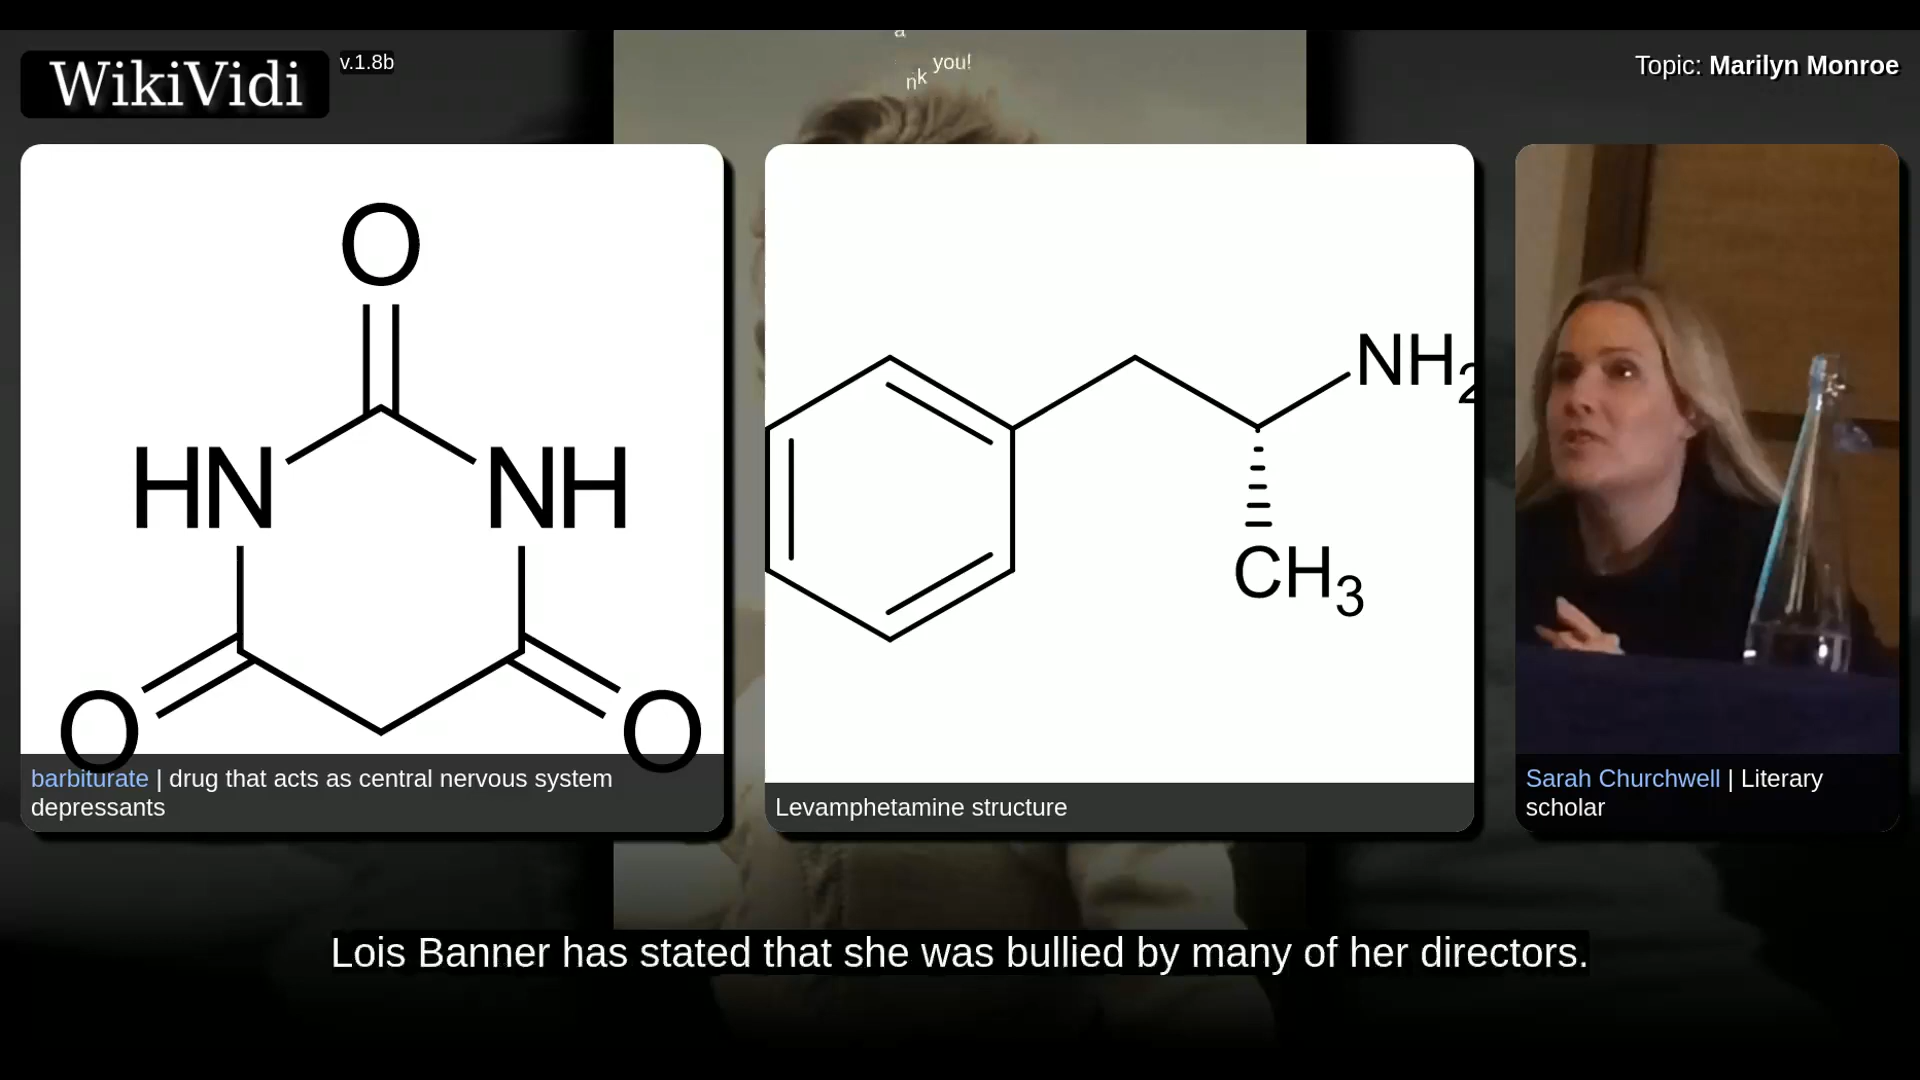 a
you!
nk
WikiVidi
v.1.8b
Topic: Marilyn Monroe
O
HN
NH
O
O
NH2
CH3
barbiturate | drug that acts as central nervous system
depressants
Levamphetamine structure
Sarah Churchwell | Literary
scholar
Lois Banner has stated that she was bullied by many of her directors.